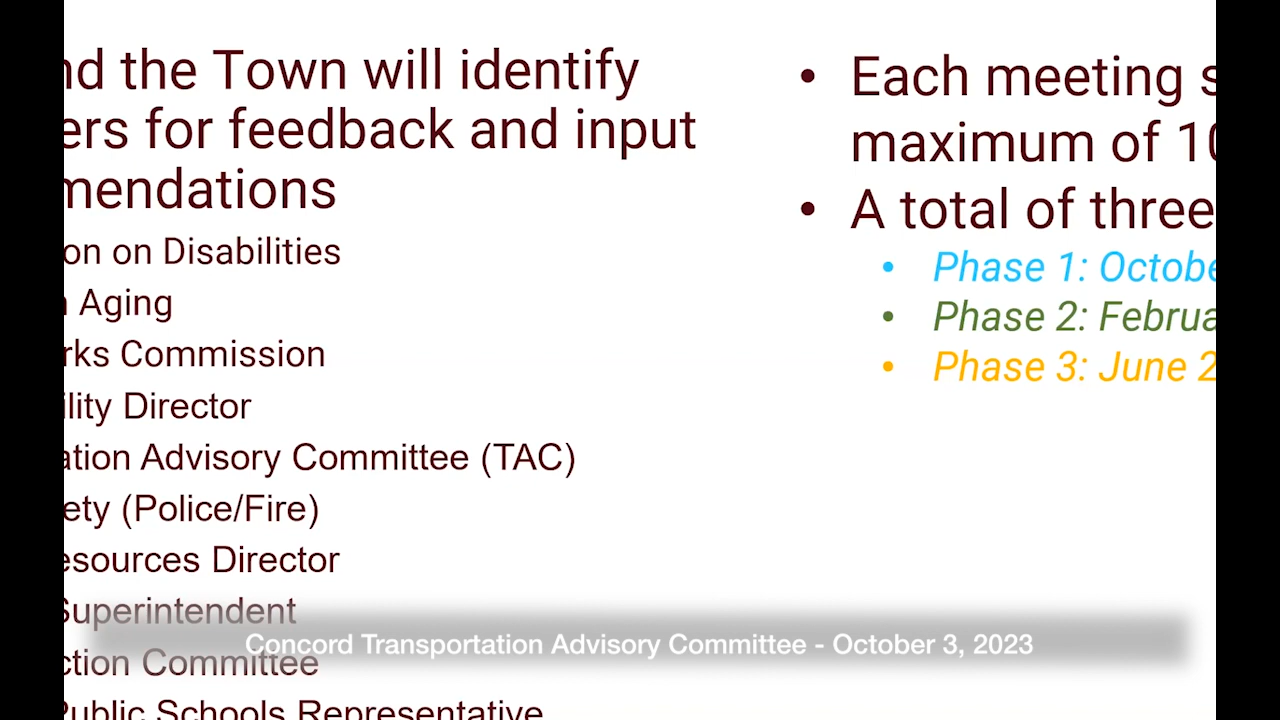 nd the Town will identify
ers for feedback and input
mendations
on on Disabilities
Aging
rks Commission
ility Director
ation Advisory Committee (TAC)
ety (Police/Fire)
esources Director
Superintendent
ction Committee
Public Schools Representative
• Each meeting s
maximum of 10
• A total of three
• Phase 1: Octobe
• Phase 2: Februa
• Phase 3: June 2
Concord Transportation Advisory Committee - October 3, 2023